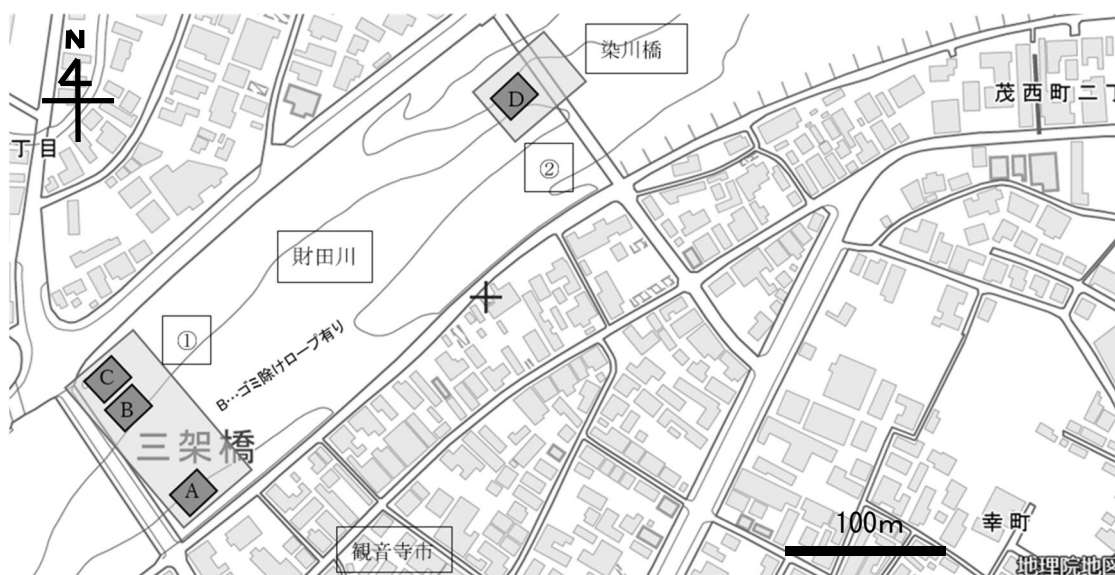 N
染川橋
D
茂西町二丁
丁目
②
財田川
①
B…ゴミ除けロープ有り
C
B
三架橋
A
100m
幸町
観音寺市
地理院地図